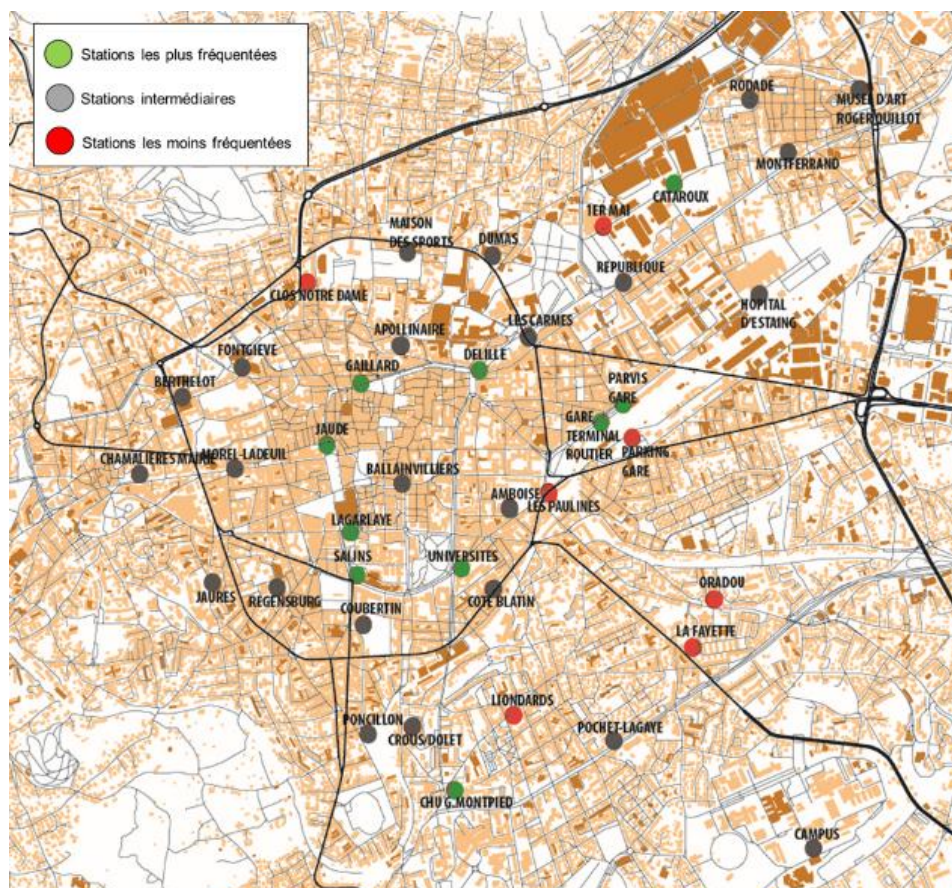 Stations les plus fréquentées
Stations intermédiaires
Stations les moins fréquentées
RODADE
MUSEE D'ART
ROGER QUILLOT
MONTFERRAND
CATAROUX
1ER MAI
MAISON
DES SPORTS
DUMAS
REPUBLIQUE
CLOS NOTRE DAME
HOPITAL
D'ESTAING
LES CARMES
APOLLINAIRE
FONTGIEVE
GAILLARD
DELILLE
BERTHELOT
PARVIS
GARE
GARE
TERMINAL
ROUTIER
PARKING
GARE
JAUDE
CHAMALIERES MAIRIE
MOREL-LADEUIL
BALLAINVILLIERS
AMBOISE
LES PAULINES
LAGARLAYE
SALINS
UNIVERSITES
JAURES
REGENSBURG
COUBERTIN
COTE BLATIN
ORADOU
LA FAYETTE
LIONDARDS
PONCILLON
CROUS/DOLET
POCHET-LAGAYE
CHU G.MONTPIED
CAMPUS